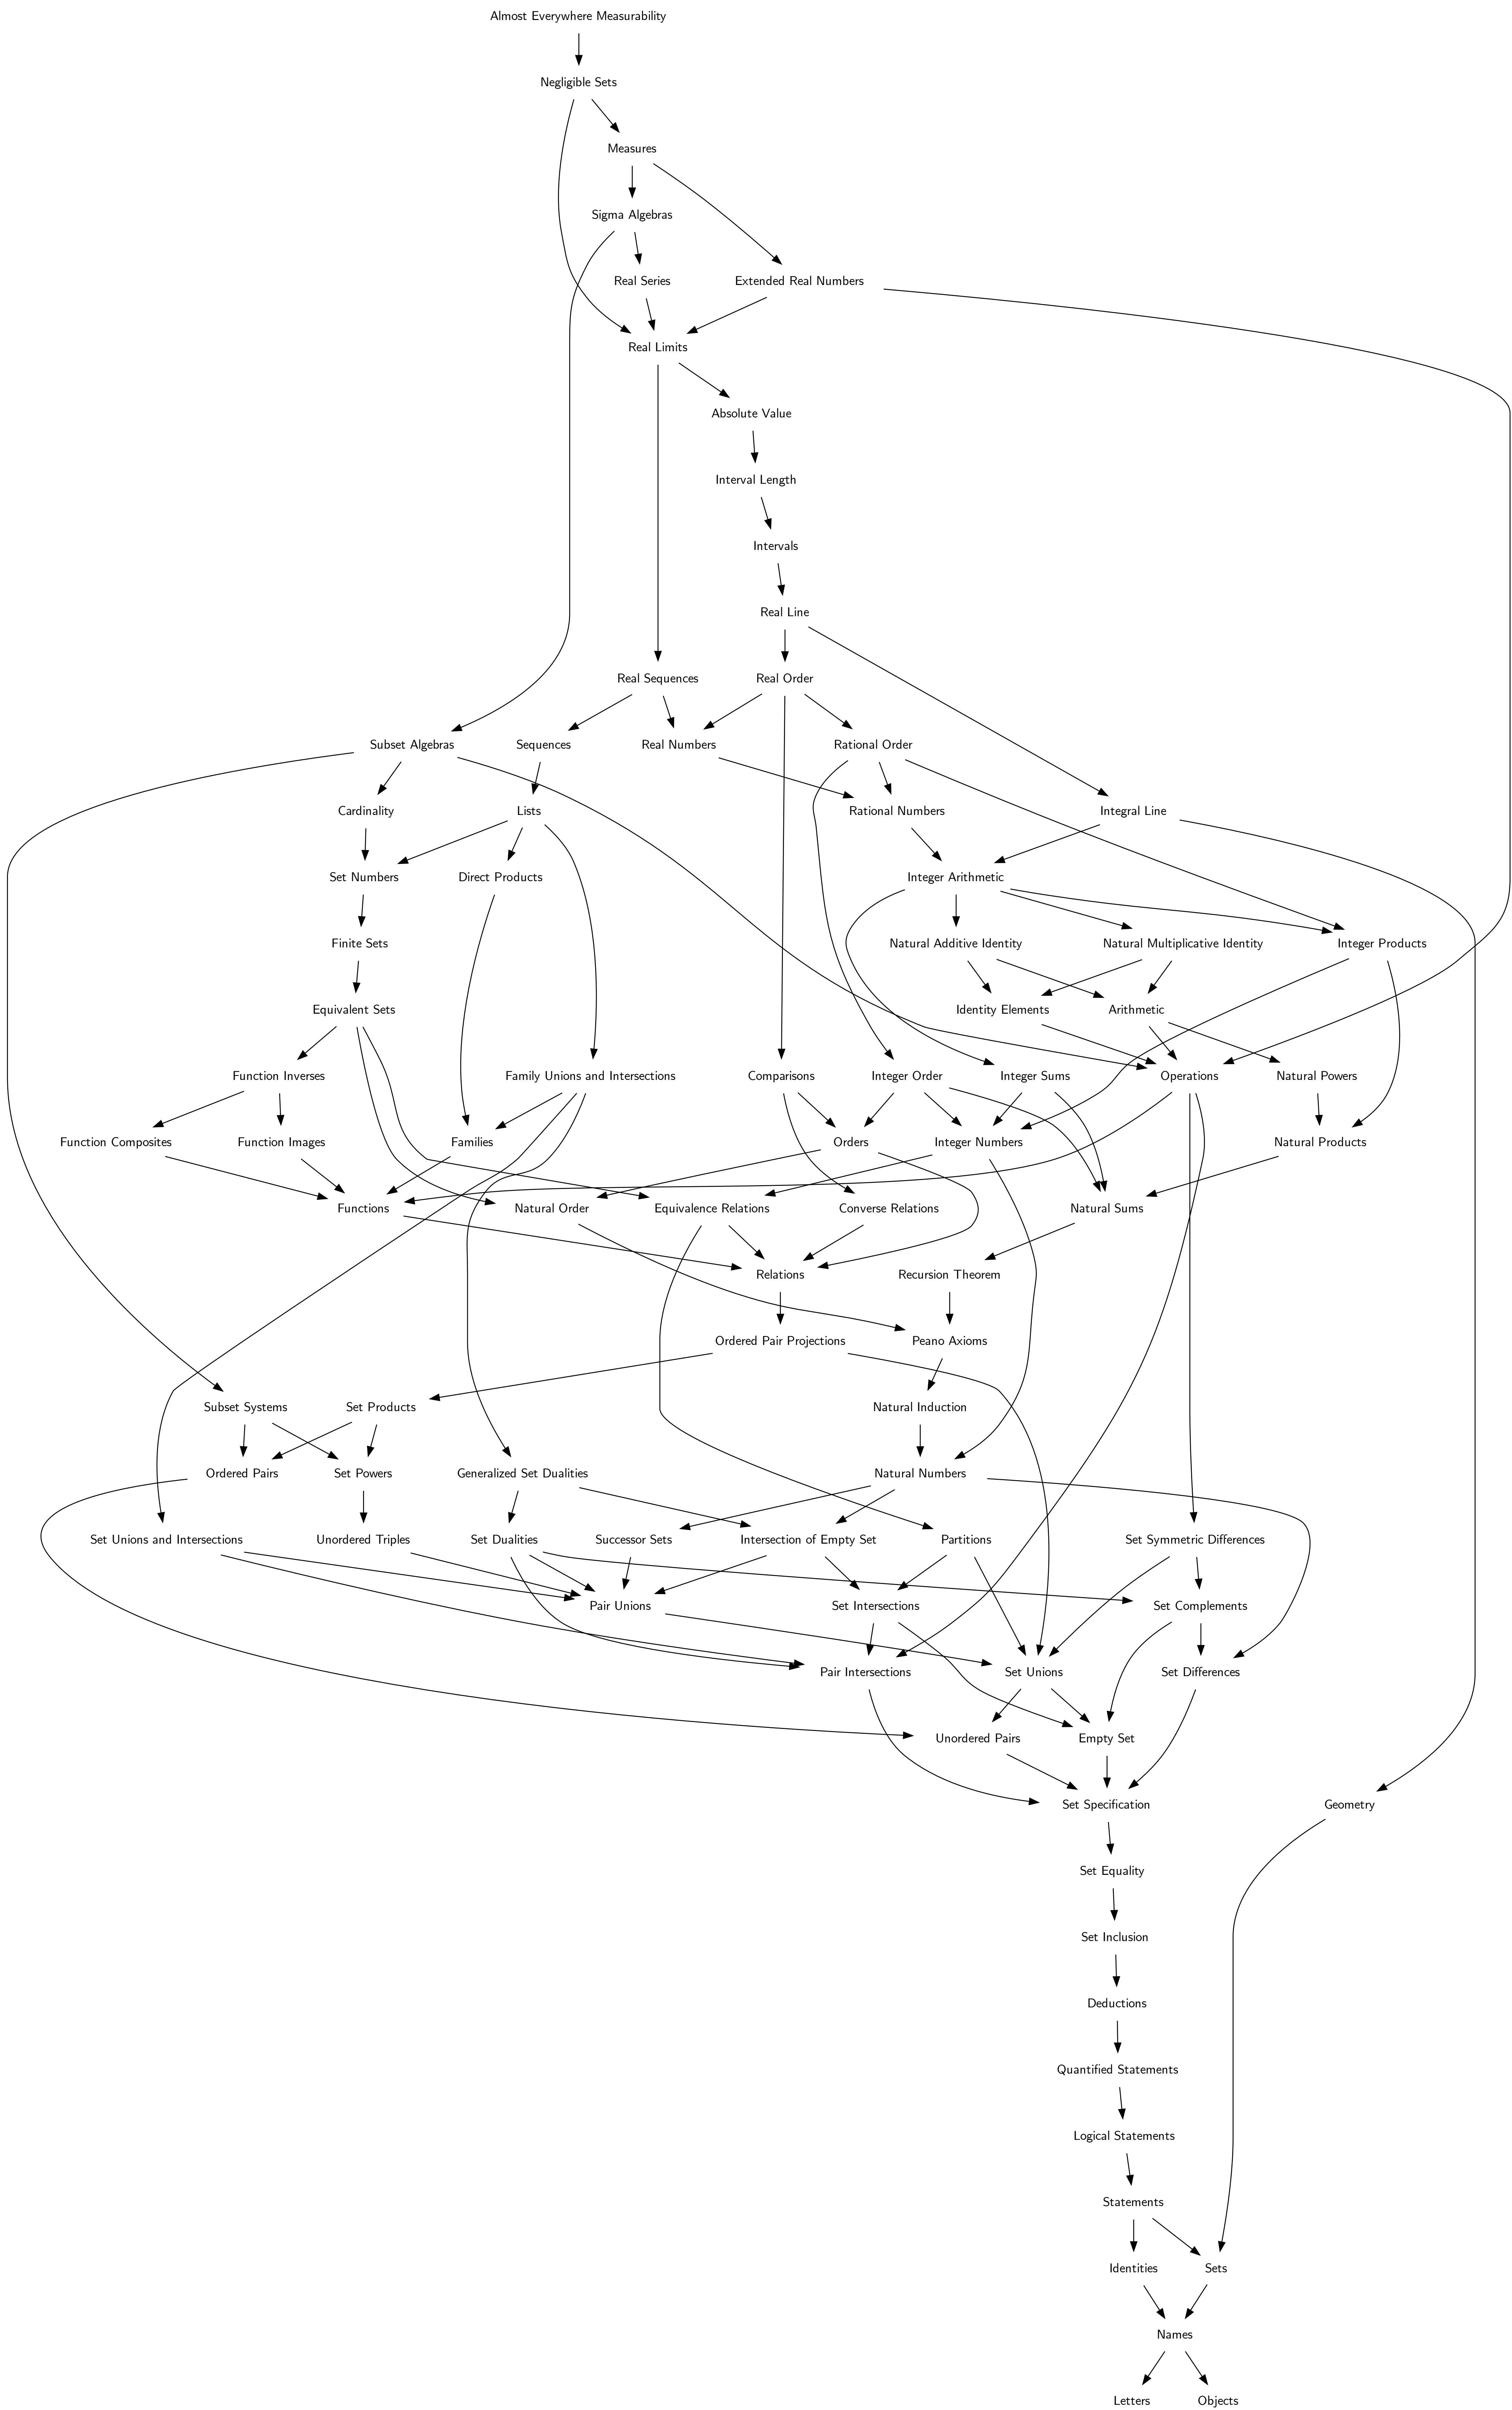 Almost Everywhere Measurability
Negligible Sets
Measures
Sigma Algebras
Real Series
Extended Real Numbers
Real Limits
Absolute Value
Interval Length
Intervals
Real Line
Real Sequences
Real Order
Subset Algebras
Sequences
Real Numbers
Rational Order
Cardinality
Lists
Rational Numbers
Integral Line
Set Numbers
Direct Products
Integer Arithmetic
Finite Sets
Natural Additive Identity
Natural Multiplicative Identity
Integer Products
Equivalent Sets
Identity Elements
Arithmetic
Function Inverses
Family Unions and Intersections
Comparisons
Integer Order
Integer Sums
Operations
Natural Powers
Function Composites
Function Images
Families
Orders
Integer Numbers
Natural Products
Functions
Natural Order
Equivalence Relations
Converse Relations
Natural Sums
Relations
Recursion Theorem
Ordered Pair Projections
Peano Axioms
Subset Systems
Set Products
Natural Induction
Ordered Pairs
Set Powers
Generalized Set Dualities
Natural Numbers
Set Unions and Intersections
Unordered Triples
Set Dualities
Successor Sets
Intersection of Empty Set
Partitions
Set Symmetric Differences
Pair Unions
Set Intersections
Set Complements
Pair Intersections
Set Unions
Set Differences
Unordered Pairs
Empty Set
Set Specification
Geometry
Set Equality
Set Inclusion
Deductions
Quantified Statements
Logical Statements
Statements
Identities
Sets
Names
Letters
Objects